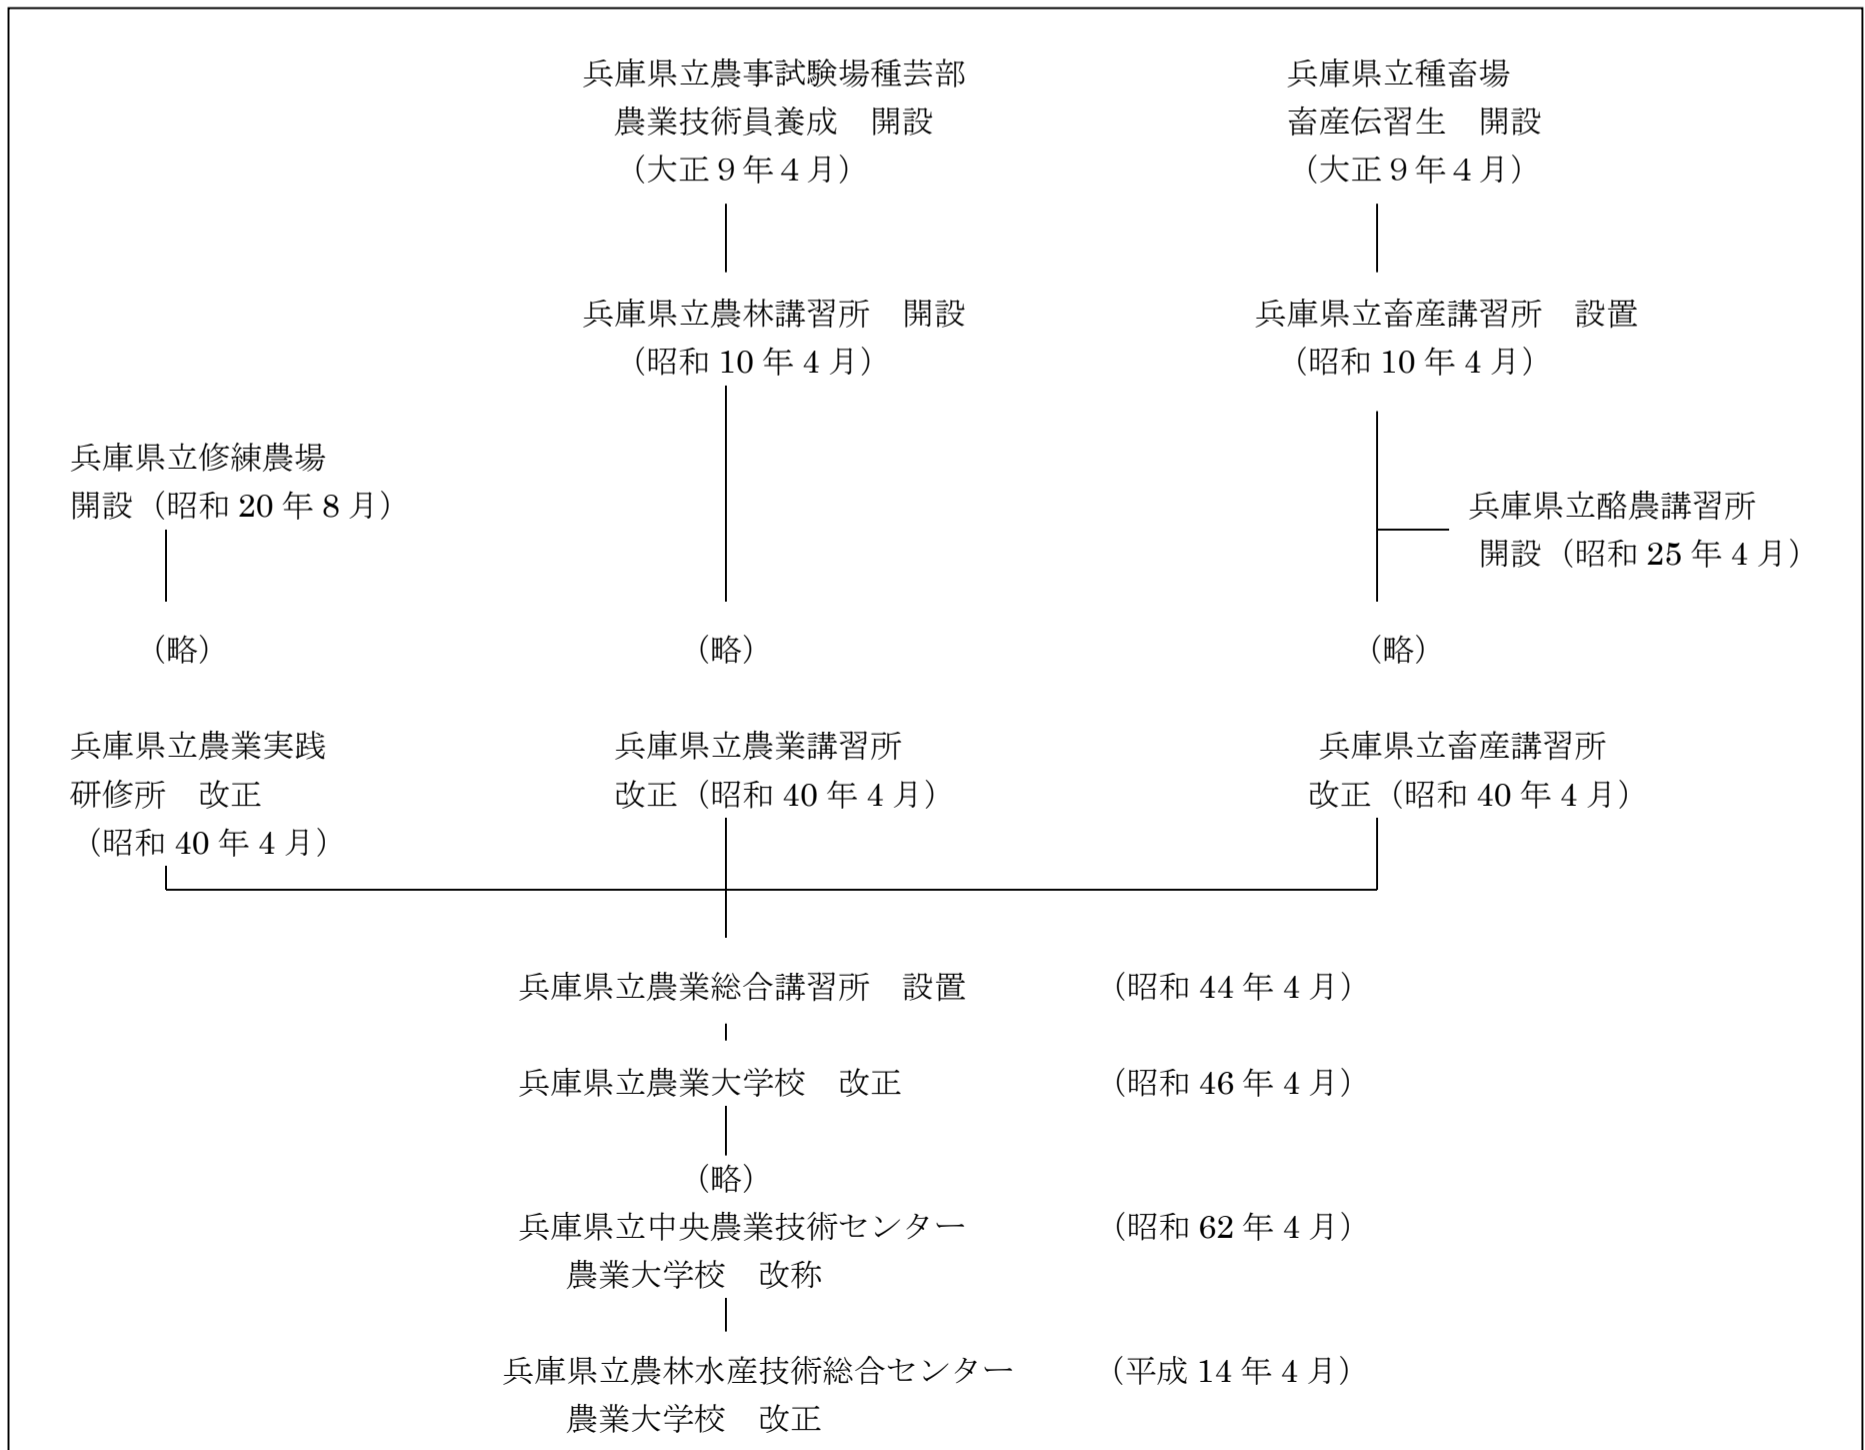 兵庫県立農事試験場種芸部
農業技術員養成　開設
（大正９年４月）
兵庫県立種畜場
畜産伝習生　開設
（大正９年４月）
兵庫県立農林講習所　開設
（昭和 10 年 4 月）
兵庫県立畜産講習所　設置
（昭和 10 年 4 月）
兵庫県立修練農場
開設（昭和 20 年 8 月）
兵庫県立酪農講習所
開設（昭和 25 年 4 月）
（略）
（略）
（略）
兵庫県立農業実践
研修所　改正
（昭和 40 年 4 月）
兵庫県立農業講習所
改正（昭和 40 年 4 月）
兵庫県立畜産講習所
改正（昭和 40 年 4 月）
兵庫県立農業総合講習所　設置　（昭和 44 年 4 月）
兵庫県立農業大学校　改正　（昭和 46 年 4 月）
（略）
兵庫県立中央農業技術センター　（昭和 62 年 4 月）
農業大学校　改称
兵庫県立農林水産技術総合センター　（平成 14 年 4 月）
農業大学校　改正